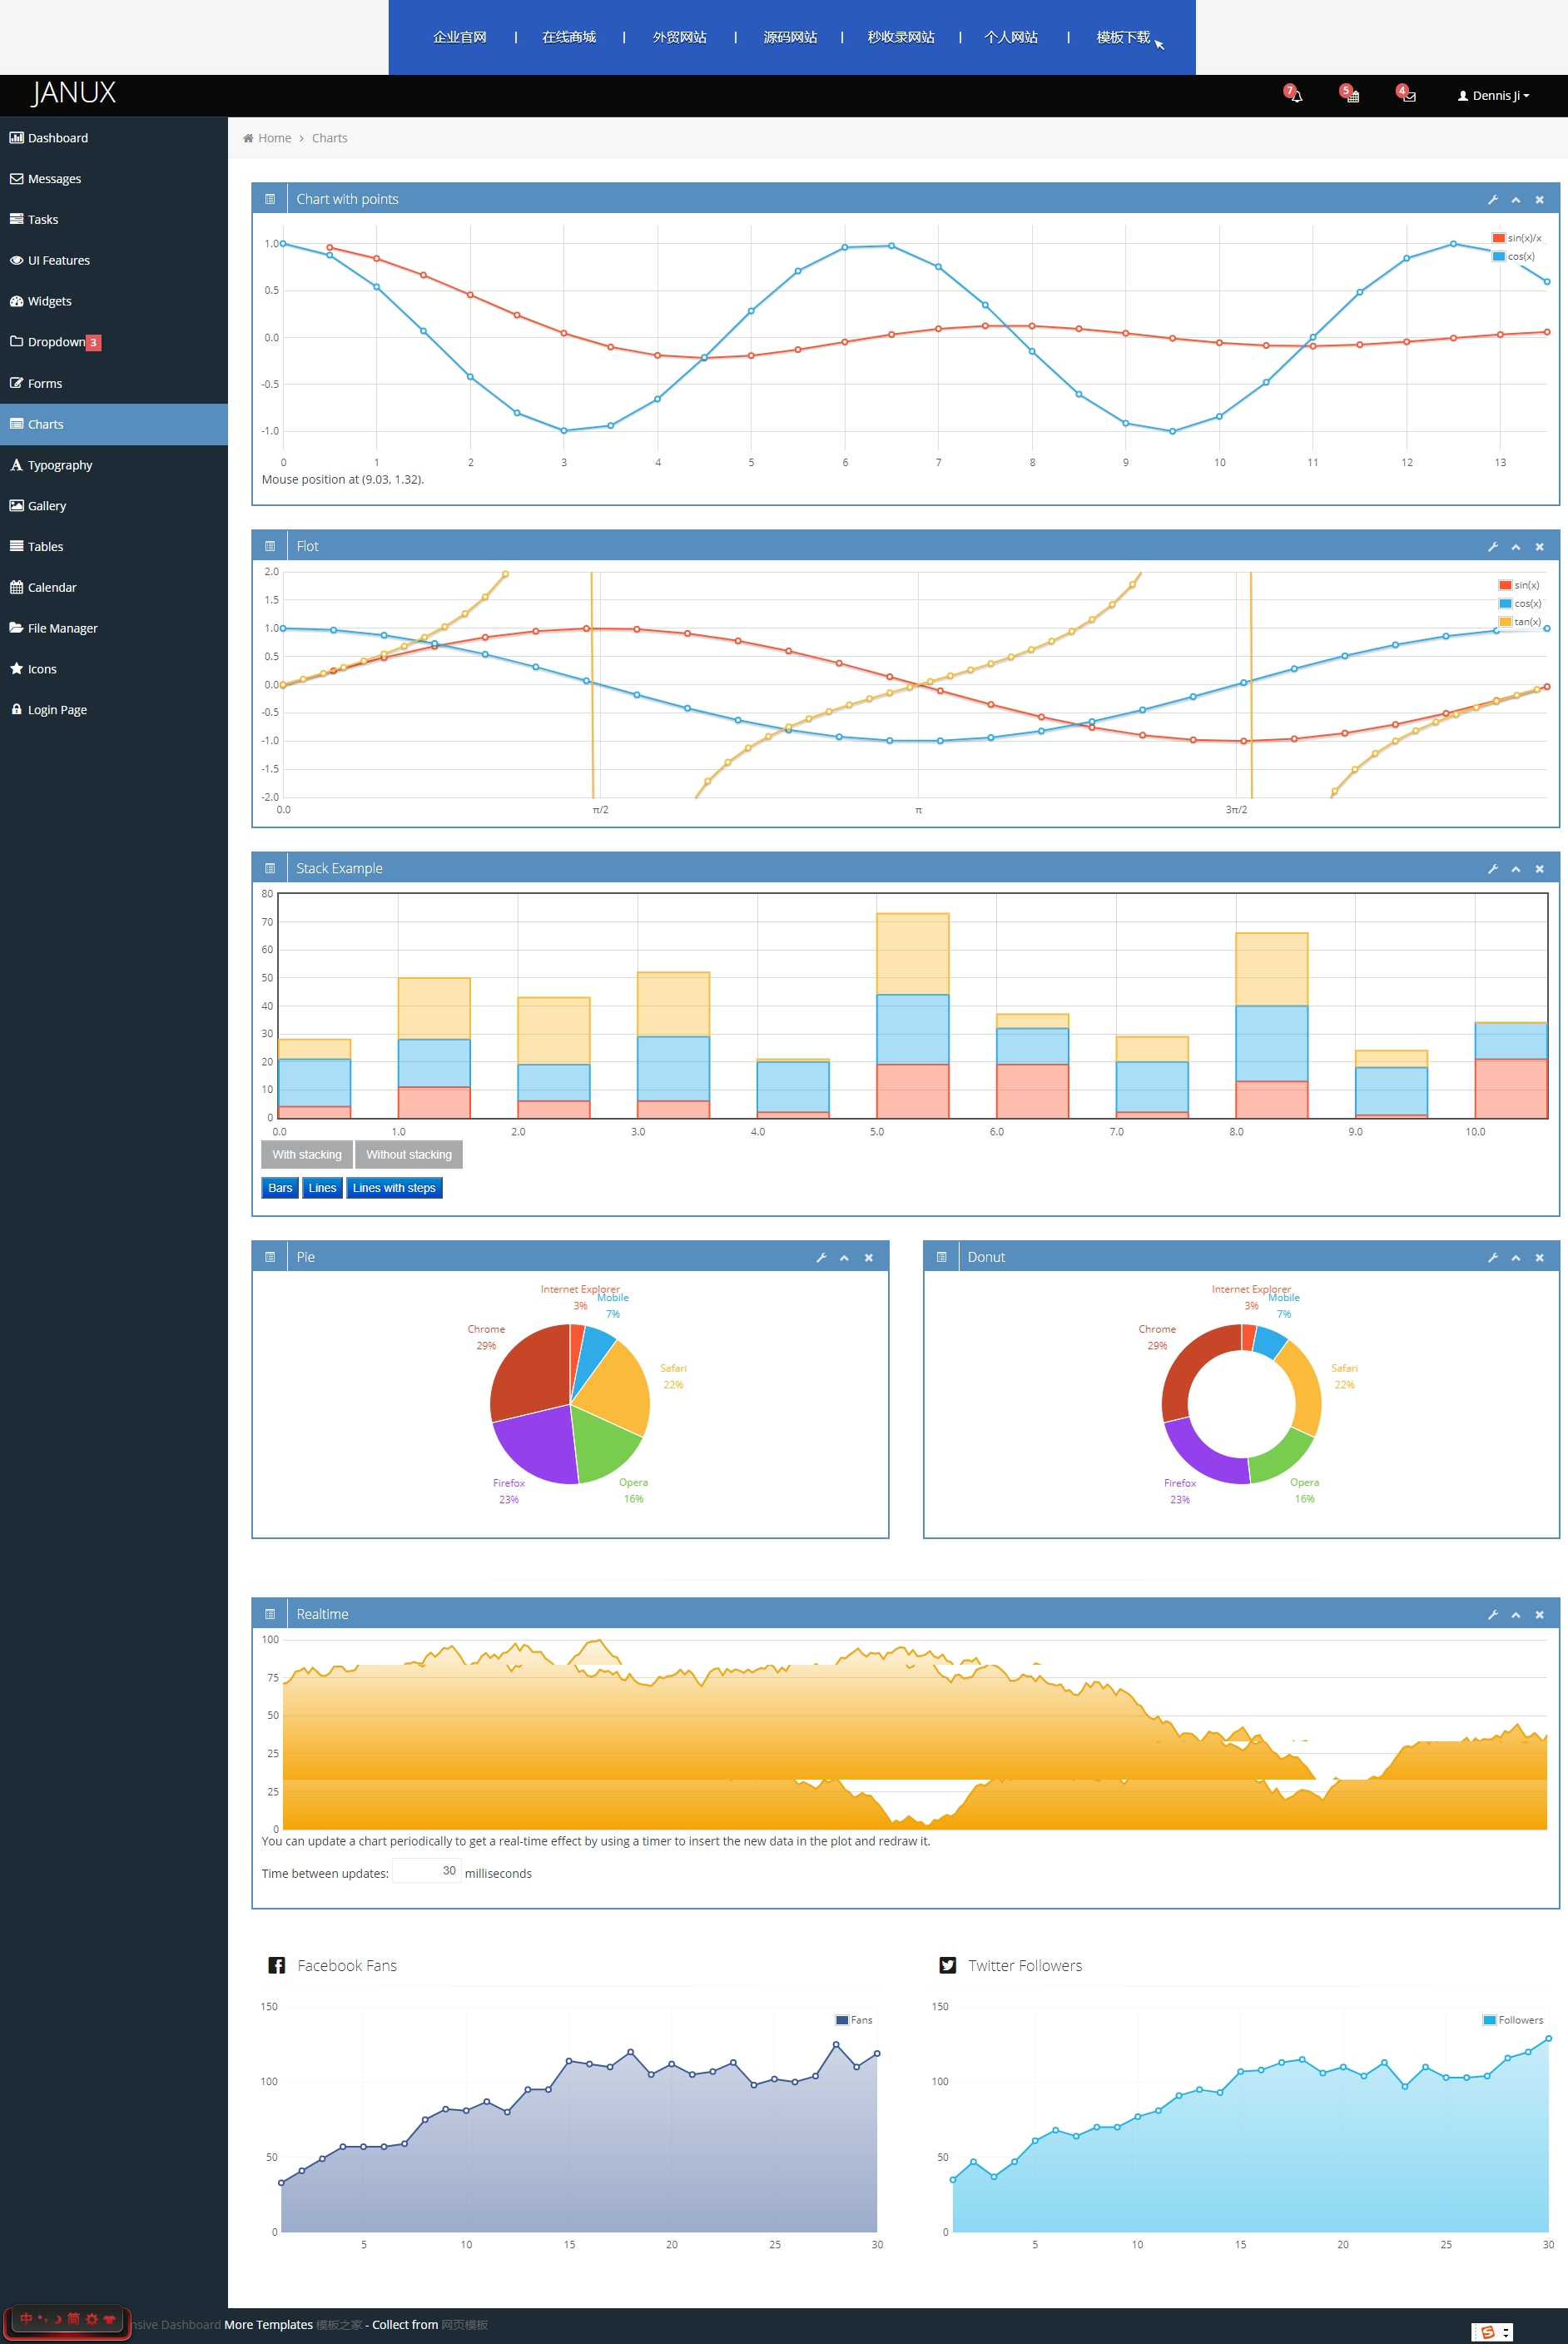 企业官网 | 在线商城 | 外贸网站 | 源码网站 | 秒收录网站 | 个人网站 | 模板下载
JANUX
7 5 4 Dennis Ji
Dashboard
Messages
Tasks
UI Features
Widgets
Dropdown 3
Forms
Charts
Typography
Gallery
Tables
Calendar
File Manager
Icons
Login Page
Home > Charts
Chart with points
sin(x)/x
cos(x)
1.0
0.5
0.0
-0.5
-1.0
0 1 2 3 4 5 6 7 8 9 10 11 12 13
Mouse position at (9.03, 1.32).
Flot
sin(x)
cos(x)
tan(x)
2.0
1.5
1.0
0.5
0.0
-0.5
-1.0
-1.5
-2.0
0.0 π/2 π 3π/2
Stack Example
80
70
60
50
40
30
20
10
0
0.0 1.0 2.0 3.0 4.0 5.0 6.0 7.0 8.0 9.0 10.0
With stacking Without stacking
Bars Lines Lines with steps
Pie
Internet Explorer
3%
Mobile
7%
Chrome
29%
Safari
22%
Firefox
23%
Opera
16%
Donut
Internet Explorer
3%
Mobile
7%
Chrome
29%
Safari
22%
Firefox
23%
Opera
16%
Realtime
100
75
50
25
25
0
You can update a chart periodically to get a real-time effect by using a timer to insert the new data in the plot and redraw it.
Time between updates: 30 milliseconds
Facebook Fans
Fans
150
100
50
0
5 10 15 20 25 30
Twitter Followers
Followers
150
100
50
0
5 10 15 20 25 30
中 简
nsive Dashboard More Templates 模板之家 - Collect from 网页模板
S